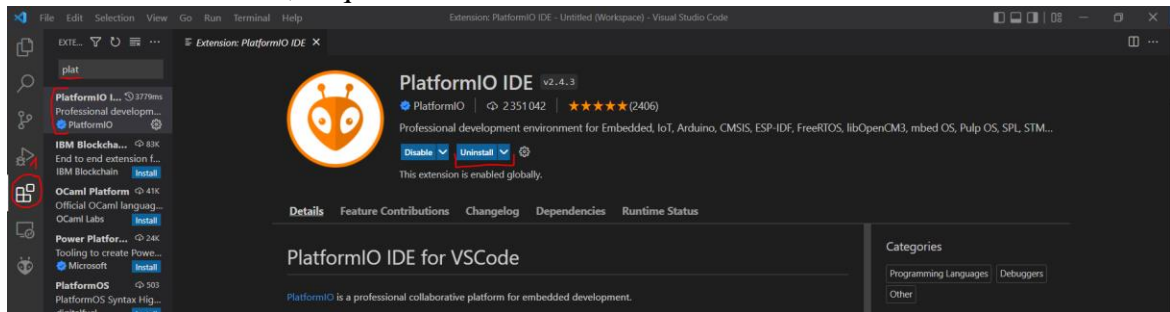 File Edit Selection View Go Run Terminal Help
Extension: PlatformIO IDE - Untitled (Workspace) - Visual Studio Code
EXTE...
Extension: PlatformIO IDE
plat
PlatformIO I... 3779ms
Professional developm...
PlatformIO
IBM Blockcha... 83K
End to end extension f...
IBM Blockchain Install
OCaml Platform 41K
Official OCaml languag...
OCaml Labs Install
Power Platfor... 24K
Tooling to create Powe...
Microsoft Install
PlatformOS 503
PlatformOS Syntax Hig...
PlatformIO IDE v2.4.3
PlatformIO 2351042 (2406)
Professional development environment for Embedded, IoT, Arduino, CMSIS, ESP-IDF, FreeRTOS, libOpenCM3, mbed OS, Pulp OS, SPL, STM...
Disable Uninstall
This extension is enabled globally.
Details Feature Contributions Changelog Dependencies Runtime Status
PlatformIO IDE for VSCode
PlatformIO is a professional collaborative platform for embedded development.
Categories
Programming Languages Debuggers
Other